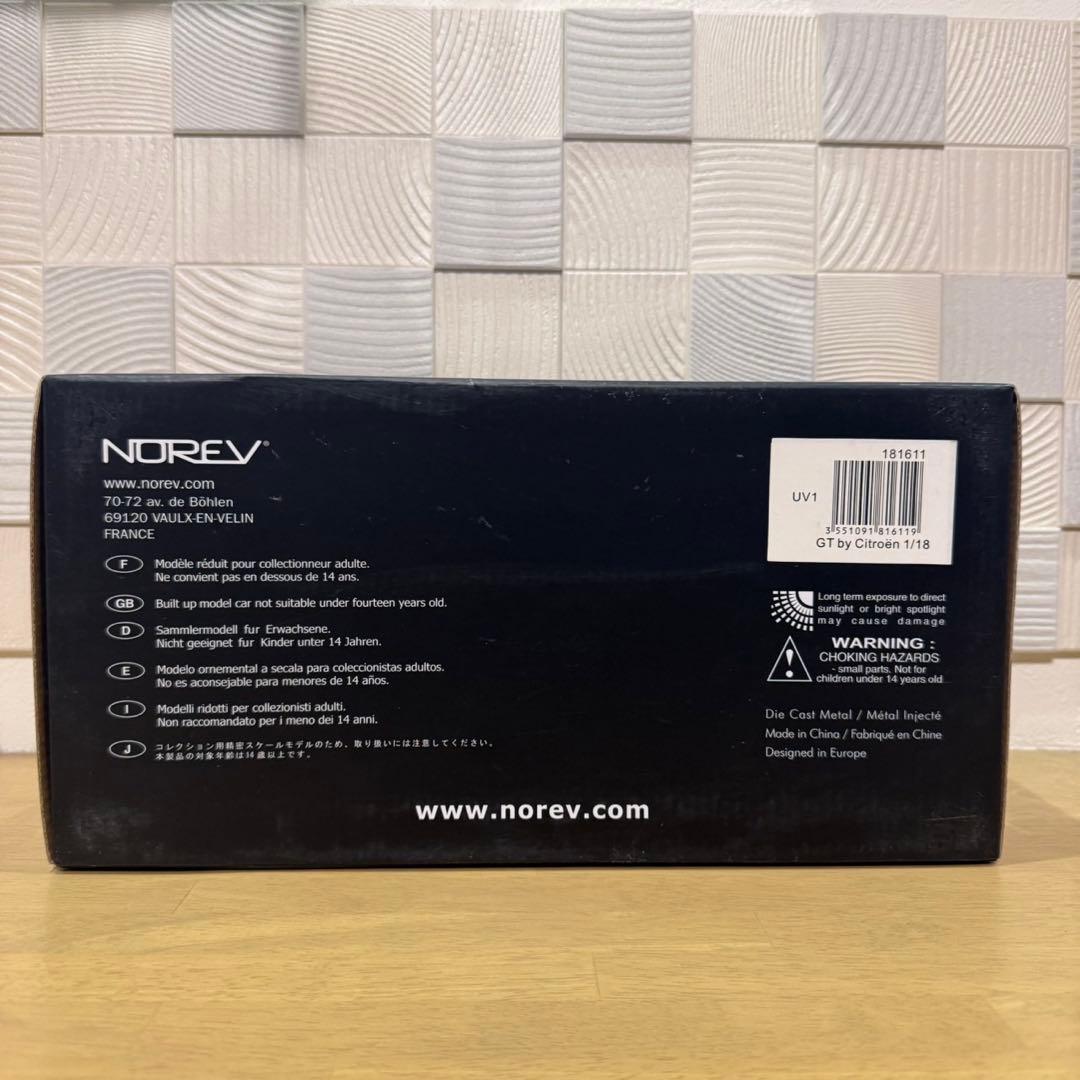 NOREV®
www.norev.com
70-72 av. de Böhlen
69120 VAULX-EN-VELIN
FRANCE
F Modèle réduit pour collectionneur adulte.
Ne convient pas en dessous de 14 ans.
GB Built up model car not suitable under fourteen years old.
D Sammlermodell fur Erwachsene.
Nicht geeignet fur Kinder unter 14 Jahren.
E Modelo ornemental a secala para coleccionistas adultos.
No es aconsejable para menores de 14 años.
I Modelli ridotti per collezionisti adulti.
Non raccomandato per i meno dei 14 anni.
J コレクション用精密スケールモデルのため、取り扱いには注意してください。
本製品の対象年齢は14歳以上です。
181611
UV1
3 551091 816119
GT by Citroën 1/18
Long term exposure to direct
sunlight or bright spotlight
may cause damage
WARNING :
CHOKING HAZARDS
- small parts. Not for
children under 14 years old
Die Cast Metal / Métal Injecté
Made in China / Fabriqué en Chine
Designed in Europe
www.norev.com